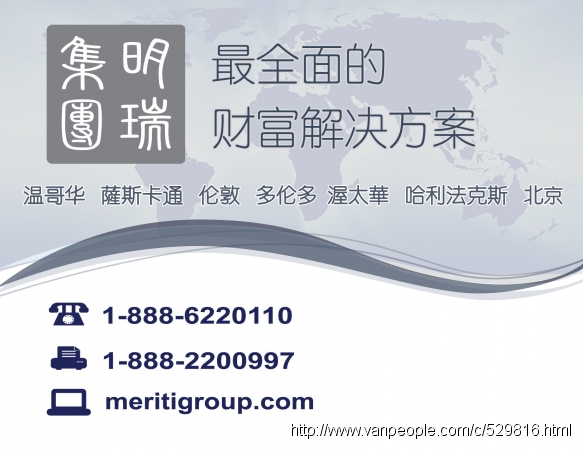 明瑞
集團
最全面的
财富解决方案
温哥华 薩斯卡通 伦敦 多伦多 渥太華 哈利法克斯 北京
1-888-6220110
1-888-2200997
meritigroup.com
http://www.vanpeople.com/c/529816.html